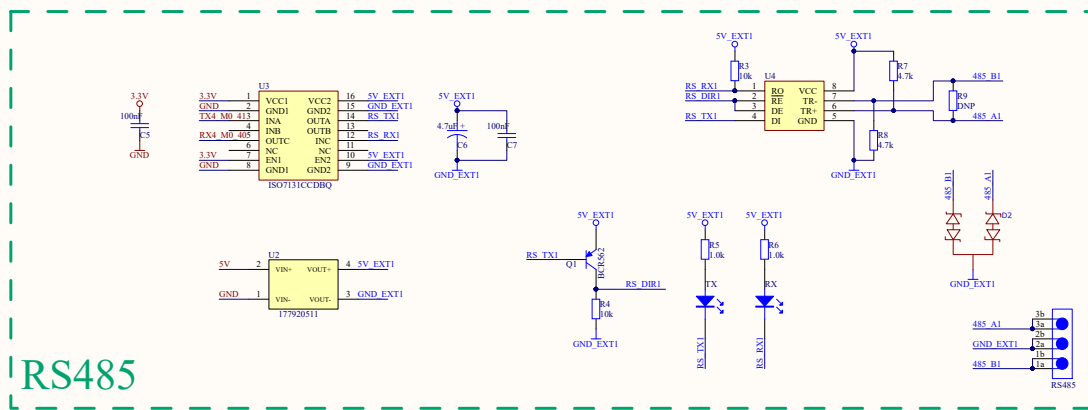 5V_EXT1
5V_EXT1
R3
10k
R7
4.7k
U4
RS_RX1 1 RO VCC 8
RS_DIR1 2 RE TR- 7
3 DE TR+ 6
RS_TX1 4 DI GND 5
485_B1
R9
DNP
485_A1
R8
4.7k
GND_EXT1
U3
3.3V 1 VCC1 VCC2 16 5V_EXT1
GND 2 GND1 GND2 15 GND_EXT1
TX4_M0_413 INA OUTA 14 RS_TX1
4 INB OUTB 13
RX4_M0_405 OUTC INC 12 RS_RX1
6 NC NC 11
3.3V 7 EN1 EN2 10 5V_EXT1
GND 8 GND1 GND2 9 GND_EXT1
ISO7131CCDBQ
3.3V
100nF
C5
GND
5V_EXT1
4.7uF +
C6
100nF
C7
GND_EXT1
485_B1
485_A1
D2
GND_EXT1
U2
5V 2 VIN+ VOUT+ 4 5V_EXT1
GND 1 VIN- VOUT- 3 GND_EXT1
177920511
5V_EXT1
RS_TX1
Q1
BCR562
RS_DIR1
R4
10k
GND_EXT1
5V_EXT1
R5
1.0k
TX
RS_TX1
5V_EXT1
R6
1.0k
RX
RS_RX1
3b
485_A1 3a
2b
GND_EXT1 2a
1b
485_B1 1a
RS485
RS485